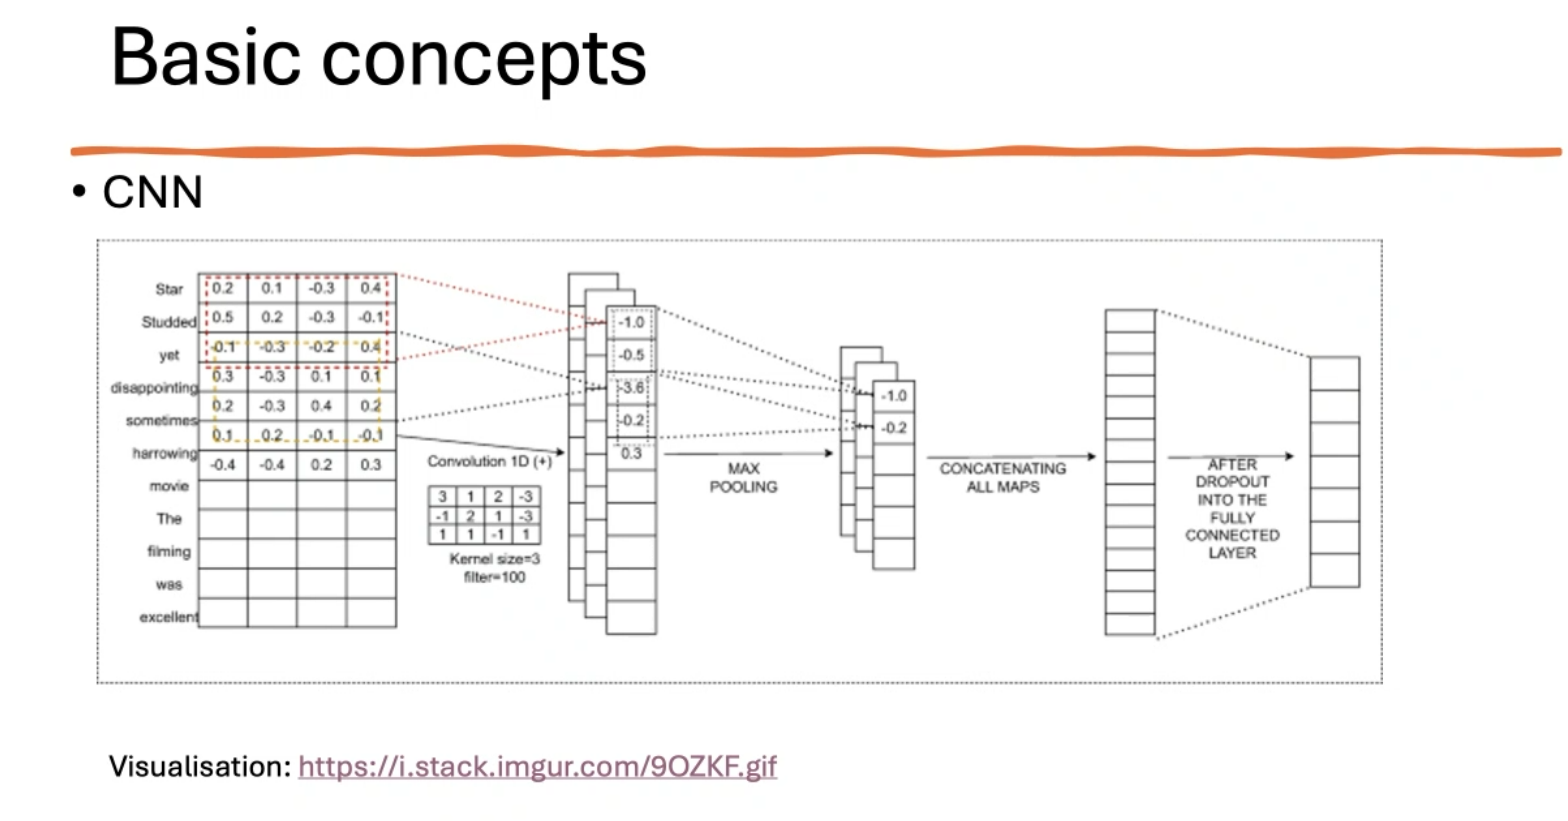 Basic concepts
• CNN
Star
Studded
yet
disappointing
sometimes
harrowing
movie
The
filming
was
excellent
0.2 0.1 -0.3 0.4
0.5 0.2 -0.3 -0.1
-0.1 -0.3 -0.2 0.4
0.3 -0.3 0.1 0.1
0.2 -0.3 0.4 0.2
0.1 0.2 -0.1 -0.1
-0.4 -0.4 0.2 0.3
Convolution 1D (+)
3 1 2 -3
-1 2 1 -3
1 1 -1 1
Kernel size=3
filter=100
-1.0
-0.5
-3.6
-0.2
0.3
MAX
POOLING
-1.0
-0.2
CONCATENATING
ALL MAPS
AFTER
DROPOUT
INTO THE
FULLY
CONNECTED
LAYER
Visualisation: https://i.stack.imgur.com/9OZKF.gif